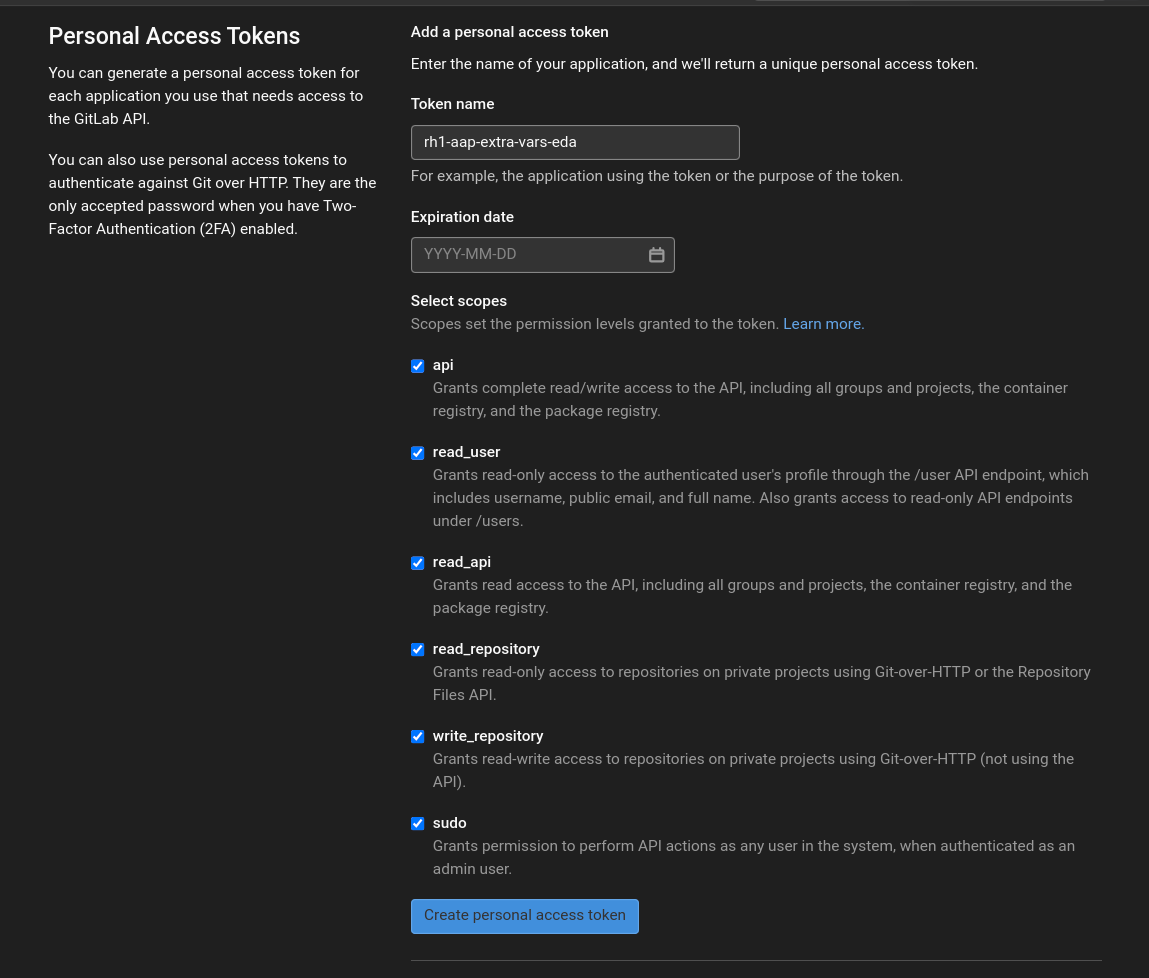 Personal Access Tokens
You can generate a personal access token for
each application you use that needs access to
the GitLab API.
You can also use personal access tokens to
authenticate against Git over HTTP. They are the
only accepted password when you have Two-
Factor Authentication (2FA) enabled.
Add a personal access token
Enter the name of your application, and we'll return a unique personal access token.
Token name
rh1-aap-extra-vars-eda
For example, the application using the token or the purpose of the token.
Expiration date
YYYY-MM-DD
Select scopes
Scopes set the permission levels granted to the token. Learn more.
api
Grants complete read/write access to the API, including all groups and projects, the container
registry, and the package registry.
read_user
Grants read-only access to the authenticated user's profile through the /user API endpoint, which
includes username, public email, and full name. Also grants access to read-only API endpoints
under /users.
read_api
Grants read access to the API, including all groups and projects, the container registry, and the
package registry.
read_repository
Grants read-only access to repositories on private projects using Git-over-HTTP or the Repository
Files API.
write_repository
Grants read-write access to repositories on private projects using Git-over-HTTP (not using the
API).
sudo
Grants permission to perform API actions as any user in the system, when authenticated as an
admin user.
Create personal access token